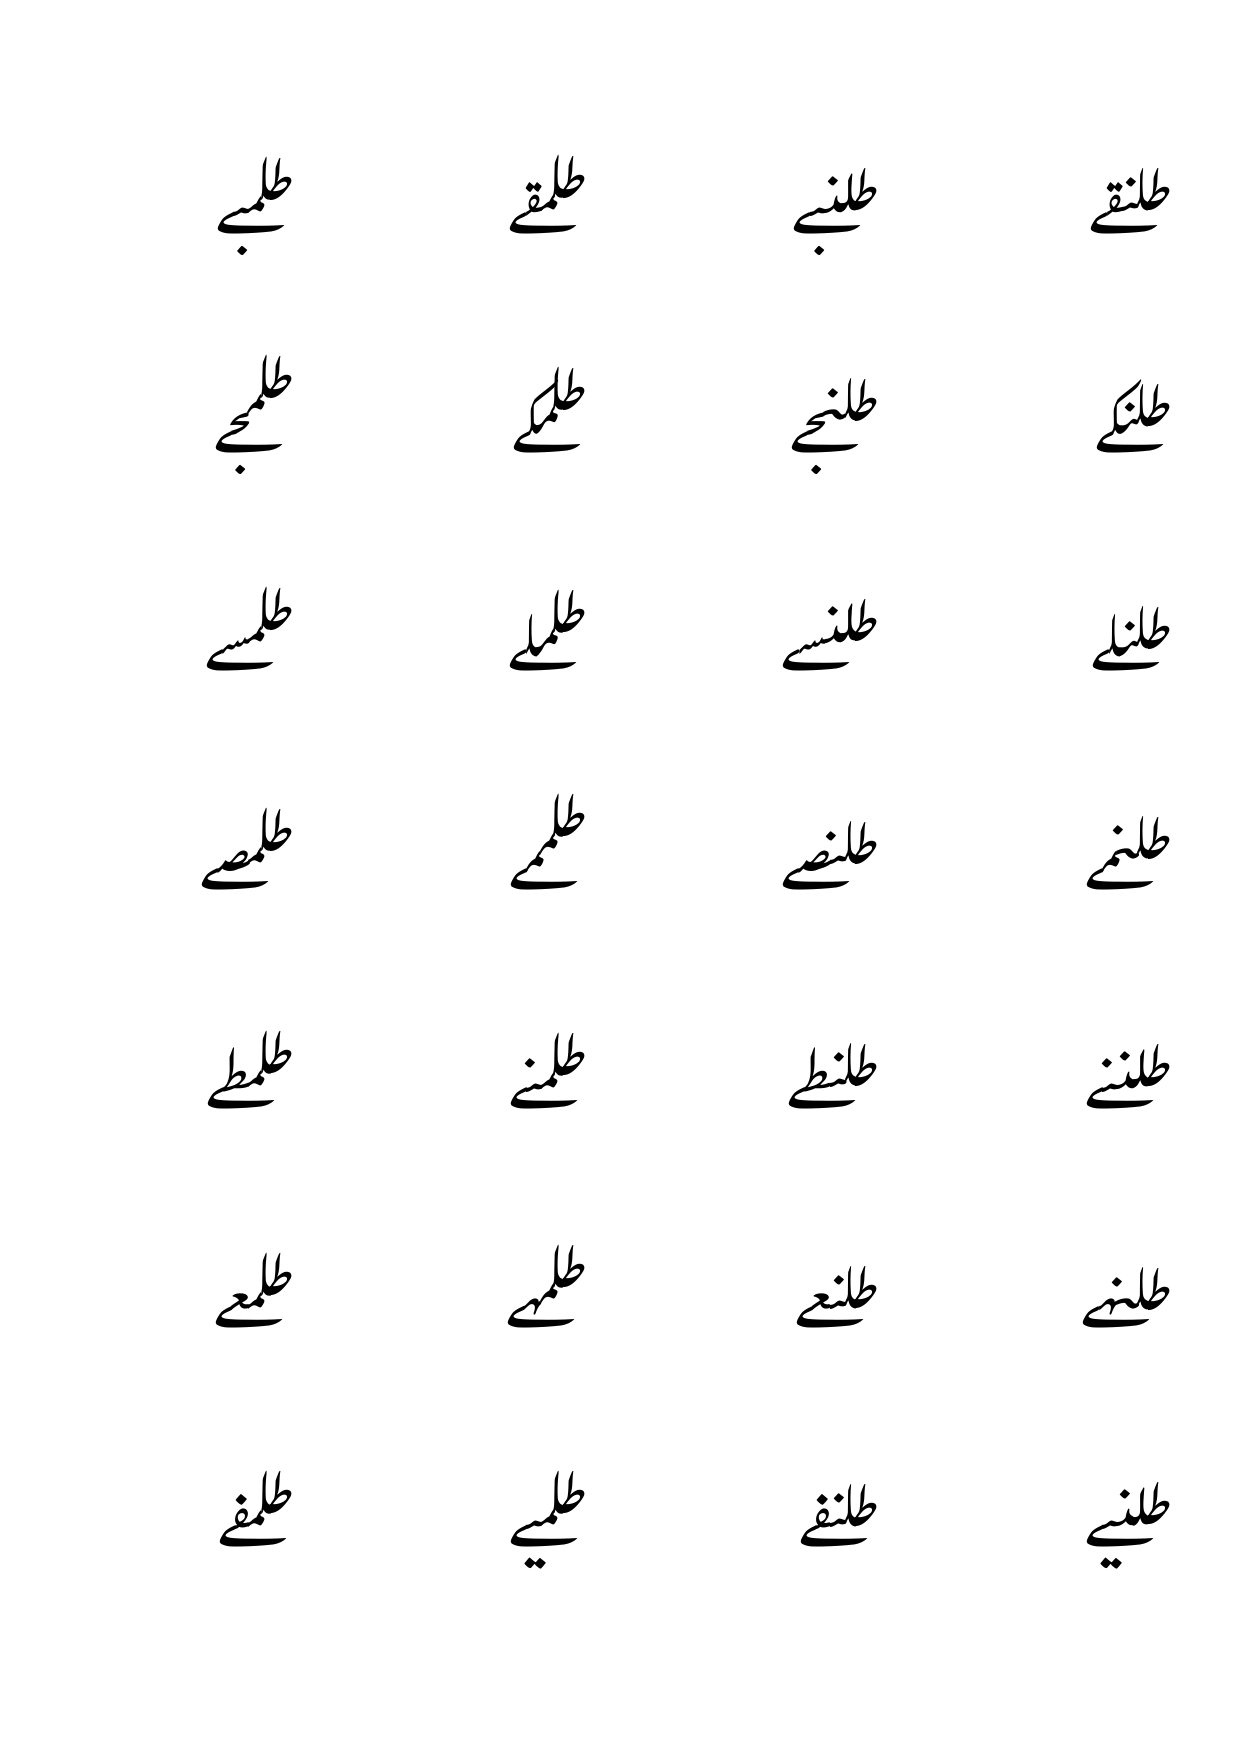 طلنقے طلنبے طلمقے طلمبے
طلنکے طلنجے طلمکے طلمجے
طلنلے طلنسے طلملے طلمسے
طلنمے طلنصے طلممے طلمصے
طلننے طلنطے طلمنے طلمطے
طلنہے طلنعے طلمہے طلمعے
طلنیے طلنفے طلمیے طلمفے